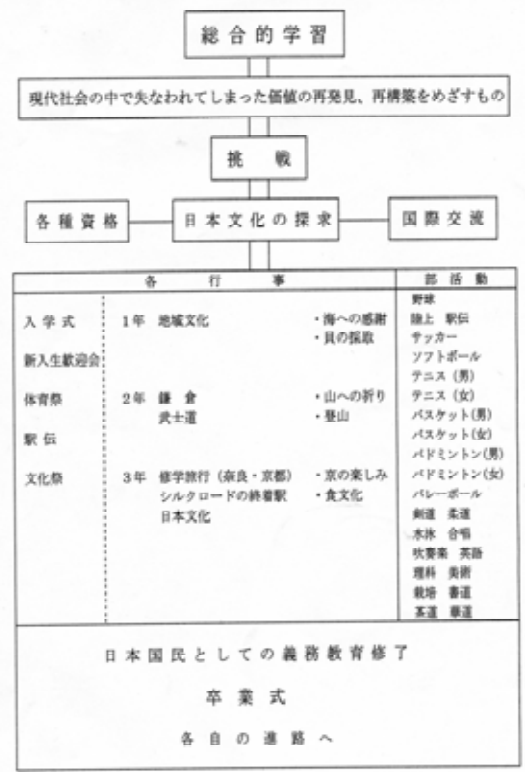 総合的学習
現代社会の中で失なわれてしまった価値の再発見、再構築をめざすもの
挑 戦
各種資格
日本文化の探求
国際交流
各 行 事
部 活 動
入 学 式
新入生歓迎会
体育祭
駅 伝
文化祭
1年 地域文化 ・海への感謝
・貝の採取
2年 鎌 倉 ・山への祈り
武士道 ・登山
3年 修学旅行(奈良・京都) ・京の楽しみ
シルクロードの終着駅 ・食文化
日本文化
野球
陸上 駅伝
サッカー
ソフトボール
テニス(男)
テニス(女)
バスケット(男)
バスケット(女)
バドミントン(男)
バドミントン(女)
バレーボール
剣道 柔道
水泳 合唱
吹奏楽 英語
理科 美術
栽培 書道
茶道 華道
日本国民としての義務教育修了
卒 業 式
各自の進路へ